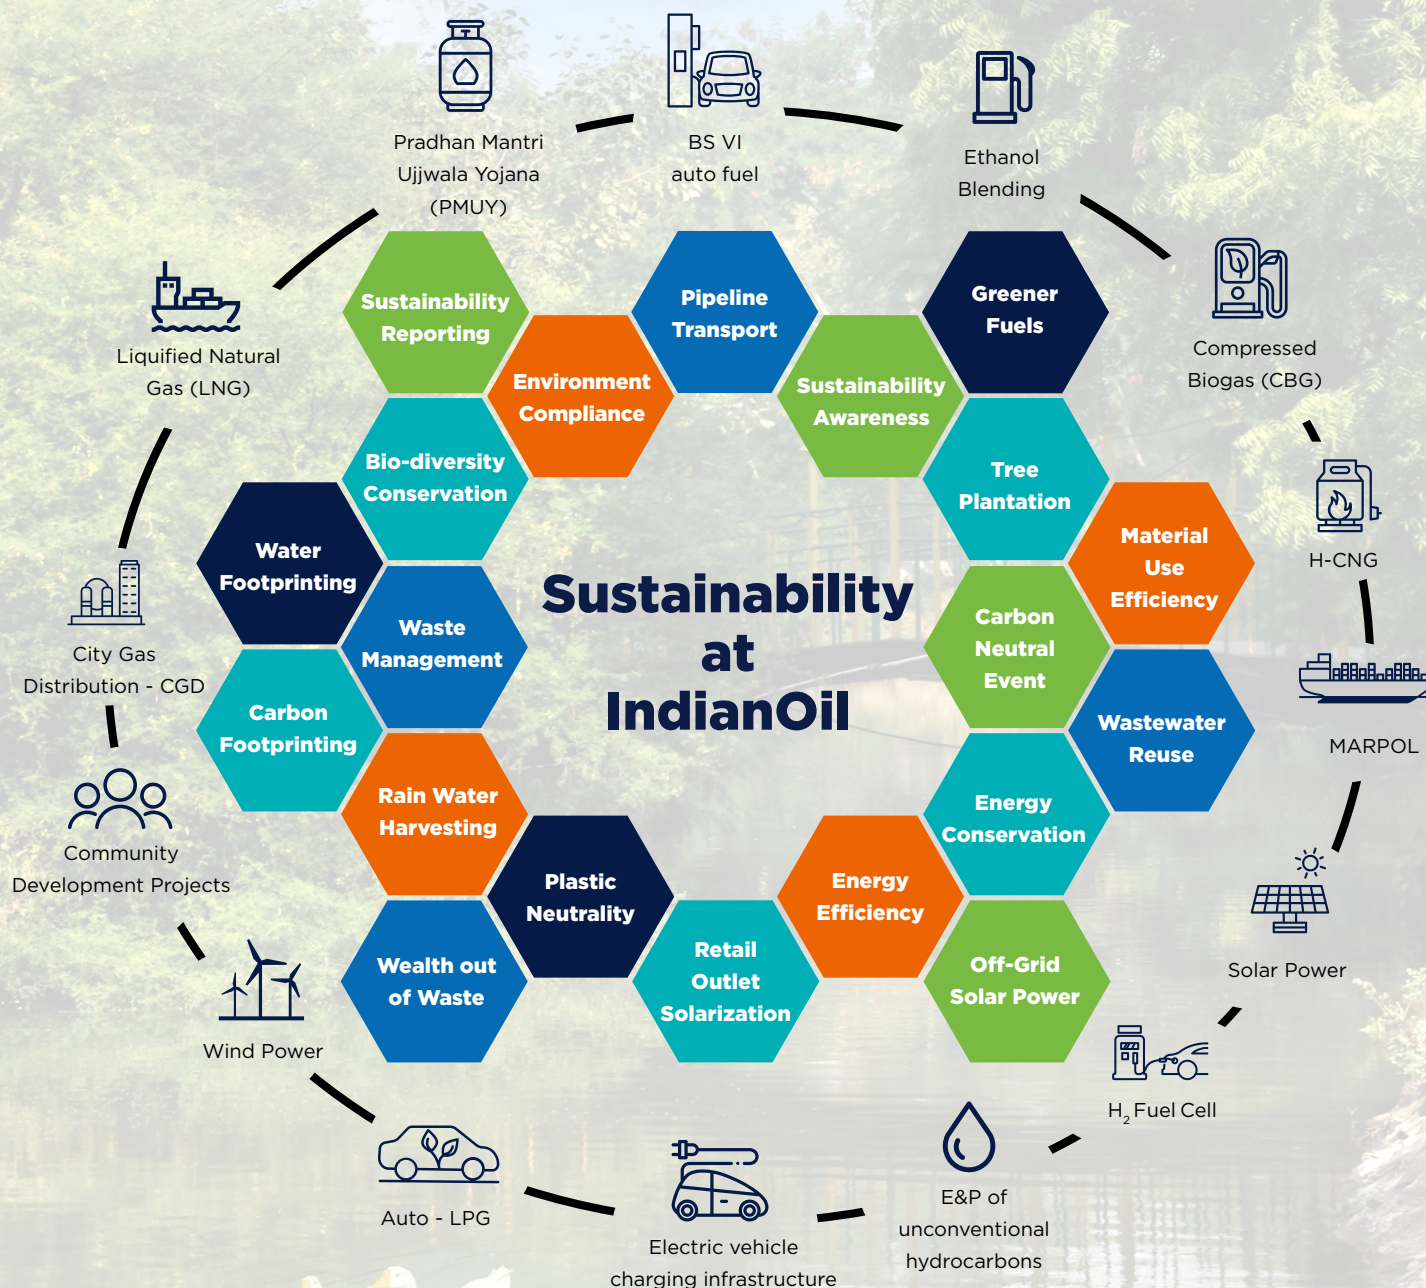 Pradhan Mantri
Ujjwala Yojana
(PMUY)
BS VI
auto fuel
Ethanol
Blending
Compressed
Biogas (CBG)
H-CNG
MARPOL
Solar Power
H₂ Fuel Cell
E&P of
unconventional
hydrocarbons
Electric vehicle
charging infrastructure
Auto - LPG
Wind Power
Community
Development Projects
City Gas
Distribution - CGD
Liquified Natural
Gas (LNG)
Sustainability
Reporting
Environment
Compliance
Pipeline
Transport
Sustainability
Awareness
Greener
Fuels
Bio-diversity
Conservation
Tree
Plantation
Water
Footprinting
Material
Use
Efficiency
Waste
Management
Sustainability
at
IndianOil
Carbon
Neutral
Event
Carbon
Footprinting
Wastewater
Reuse
Rain Water
Harvesting
Energy
Conservation
Plastic
Neutrality
Energy
Efficiency
Wealth out
of Waste
Retail
Outlet
Solarization
Off-Grid
Solar Power